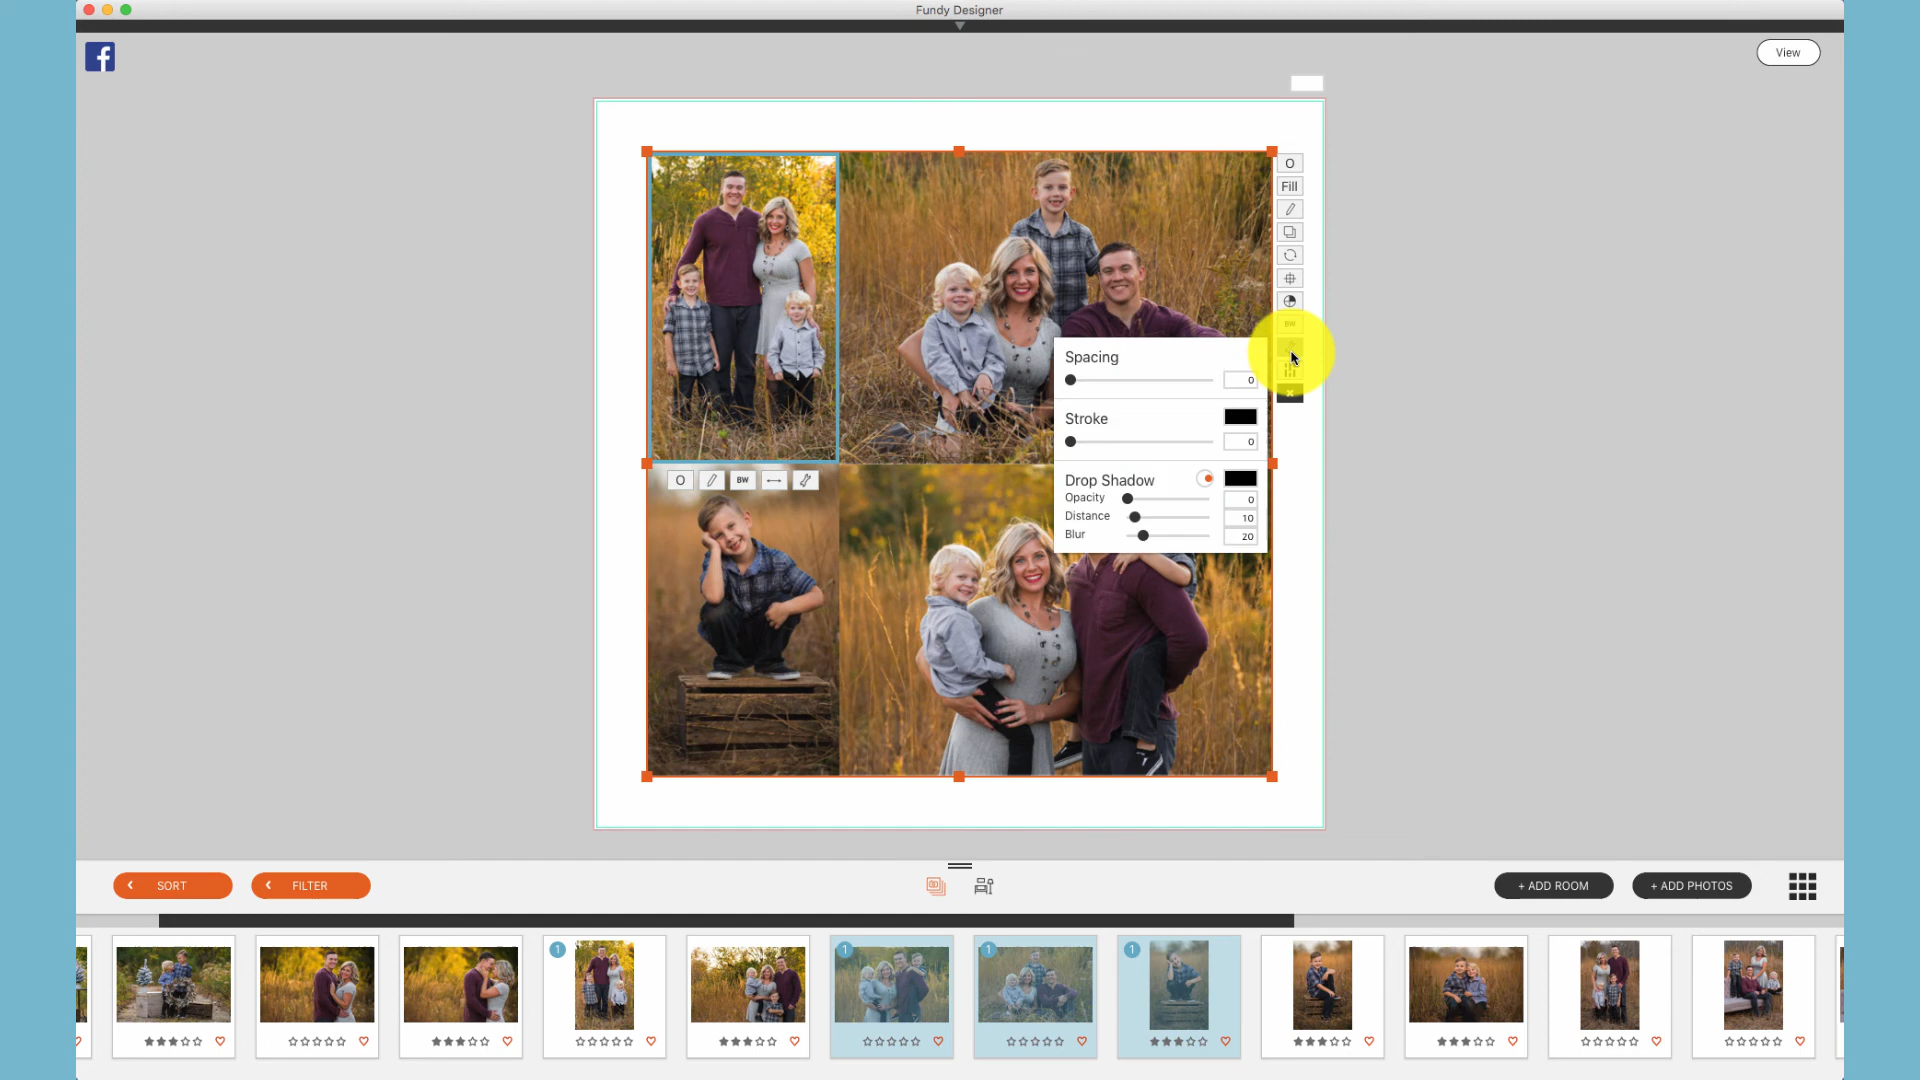 Fundy Designer
View
O
Fill
BW
Spacing
0
Stroke
0
Drop Shadow
Opacity 0
Distance 10
Blur 20
O
BW
SORT
FILTER
+ ADD ROOM
+ ADD PHOTOS
1
1
1
1